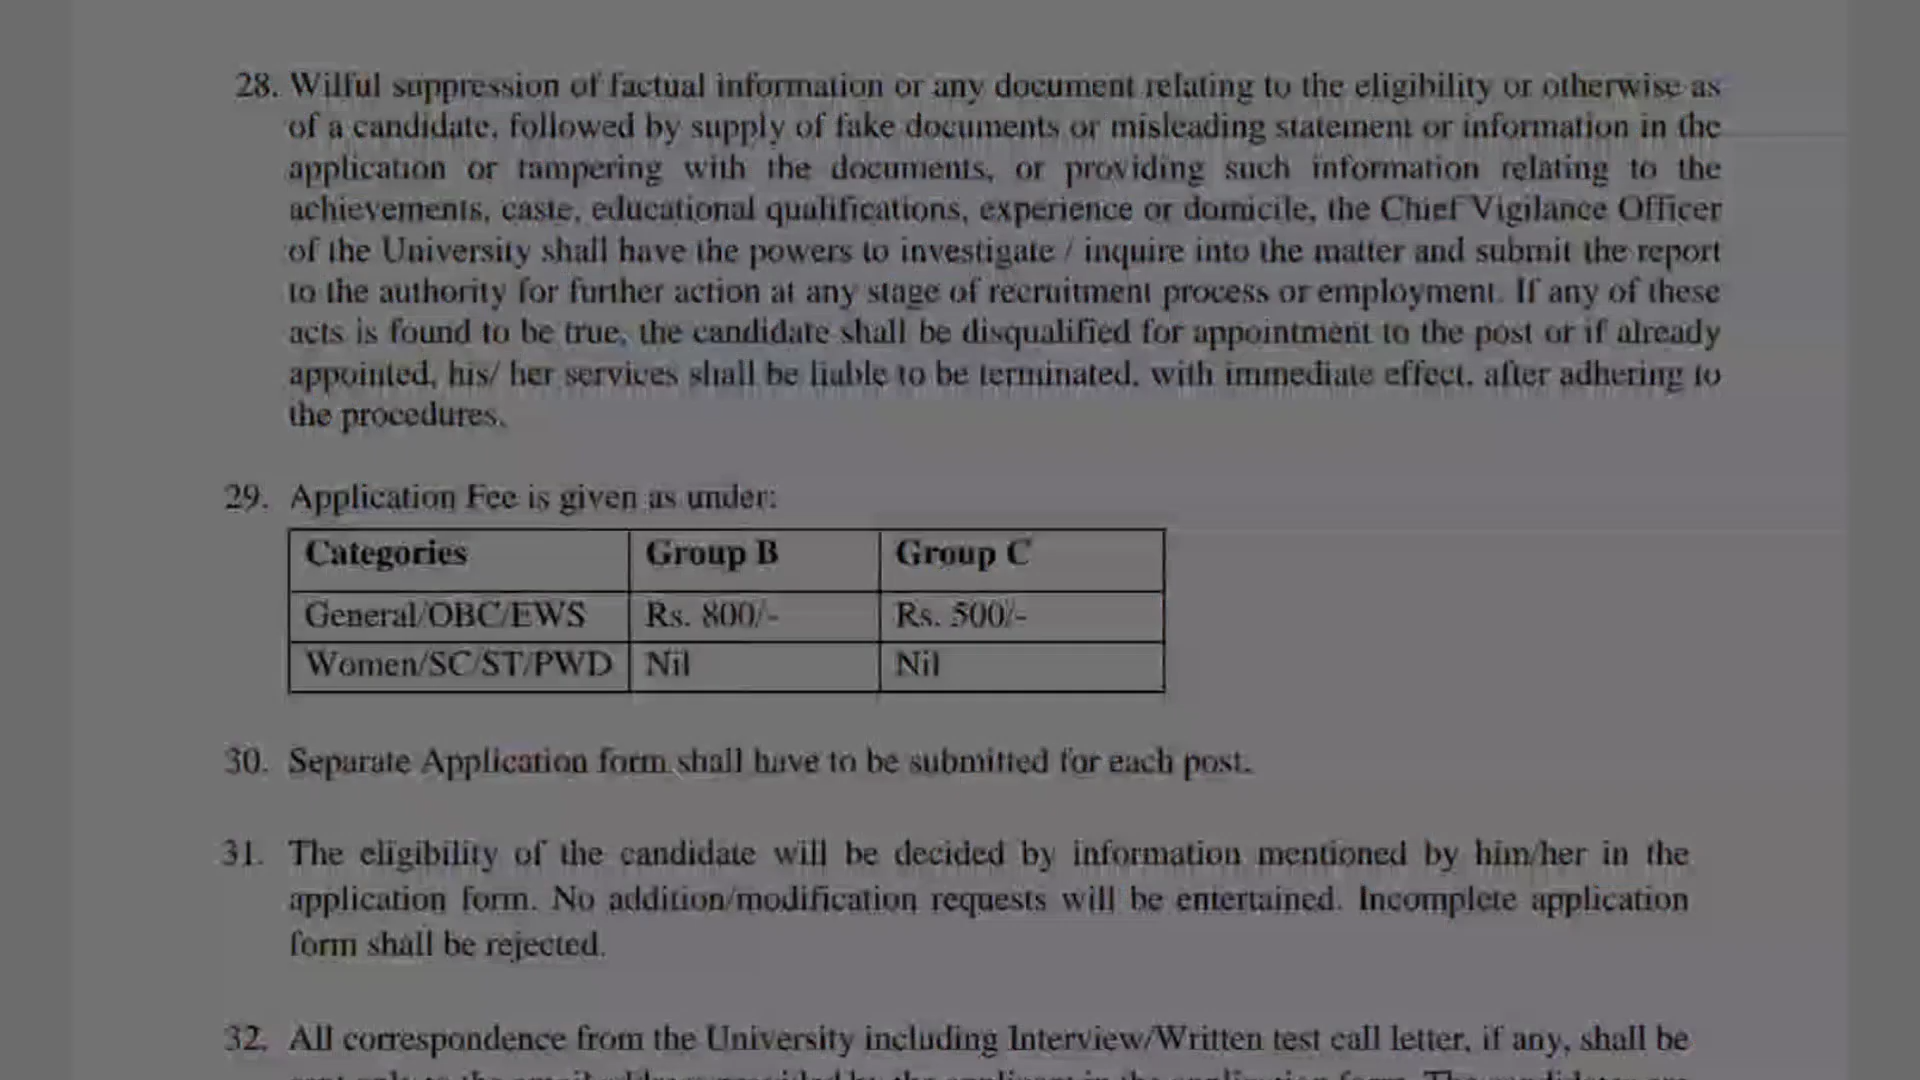 28. Wilful suppression of factual information or any document relating to the eligibility or otherwise as
of a candidate, followed by supply of fake documents or misleading statement or information in the
application or tampering with the documents, or providing such information relating to the
achievements, caste, educational qualifications, experience or domicile, the Chief Vigilance Officer
of the University shall have the powers to investigate / inquire into the matter and submit the report
to the authority for further action at any stage of recruitment process or employment. If any of these
acts is found to be true, the candidate shall be disqualified for appointment to the post or if already
appointed, his/ her services shall be liable to be terminated, with immediate effect, after adhering to
the procedures.
29. Application Fee is given as under:
Categories Group B Group C
General/OBC/EWS Rs. 800/- Rs. 500/-
Women/SC/ST/PWD Nil Nil
30. Separate Application form shall have to be submitted for each post.
31. The eligibility of the candidate will be decided by information mentioned by him/her in the
application form. No addition/modification requests will be entertained. Incomplete application
form shall be rejected.
32. All correspondence from the University including Interview/Written test call letter, if any, shall be